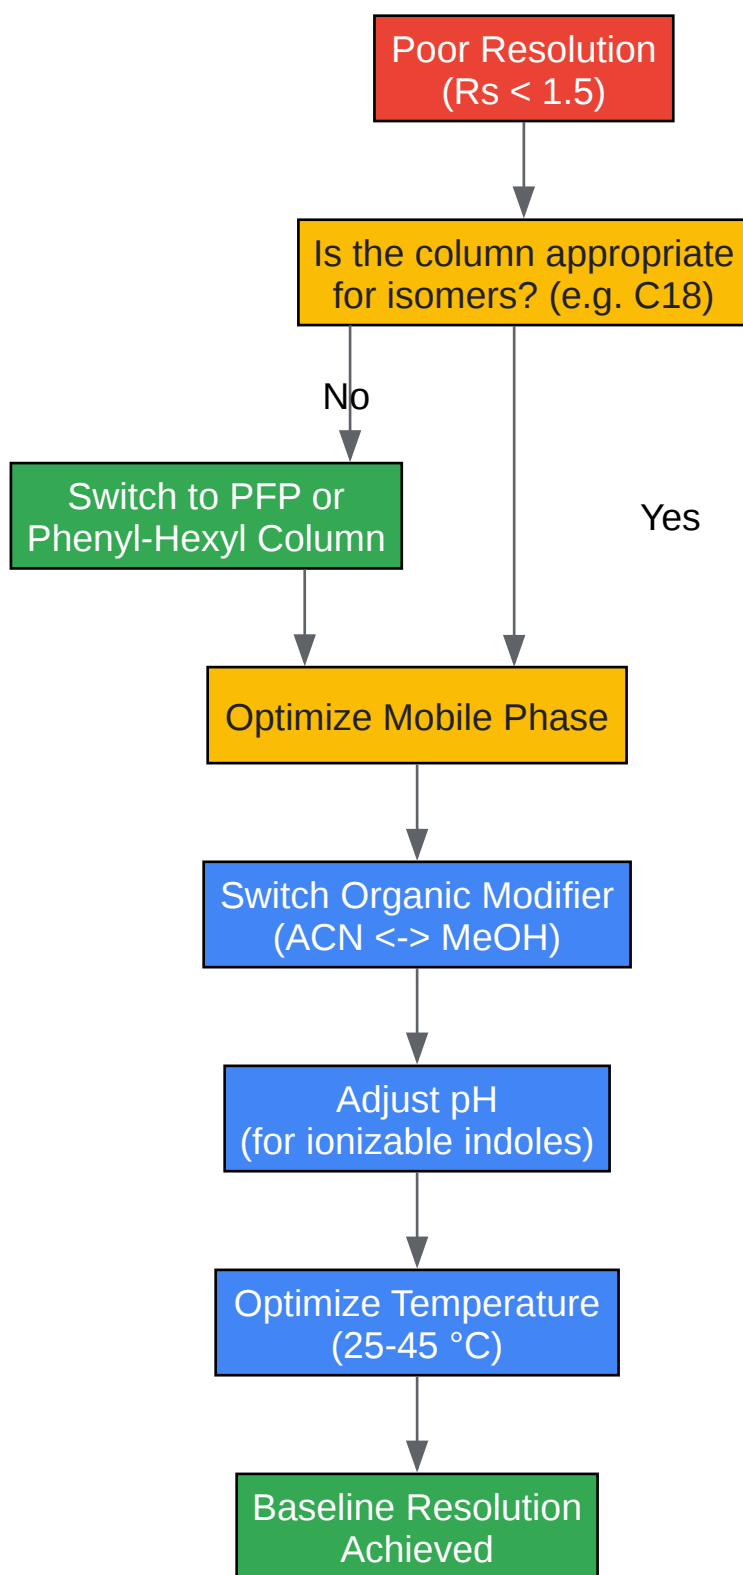 Poor Resolution
(Rs < 1.5)
Is the column appropriate
for isomers? (e.g. C18)
No
Switch to PFP or
Phenyl-Hexyl Column
Yes
Optimize Mobile Phase
Switch Organic Modifier
(ACN <-> MeOH)
Adjust pH
(for ionizable indoles)
Optimize Temperature
(25-45 °C)
Baseline Resolution
Achieved